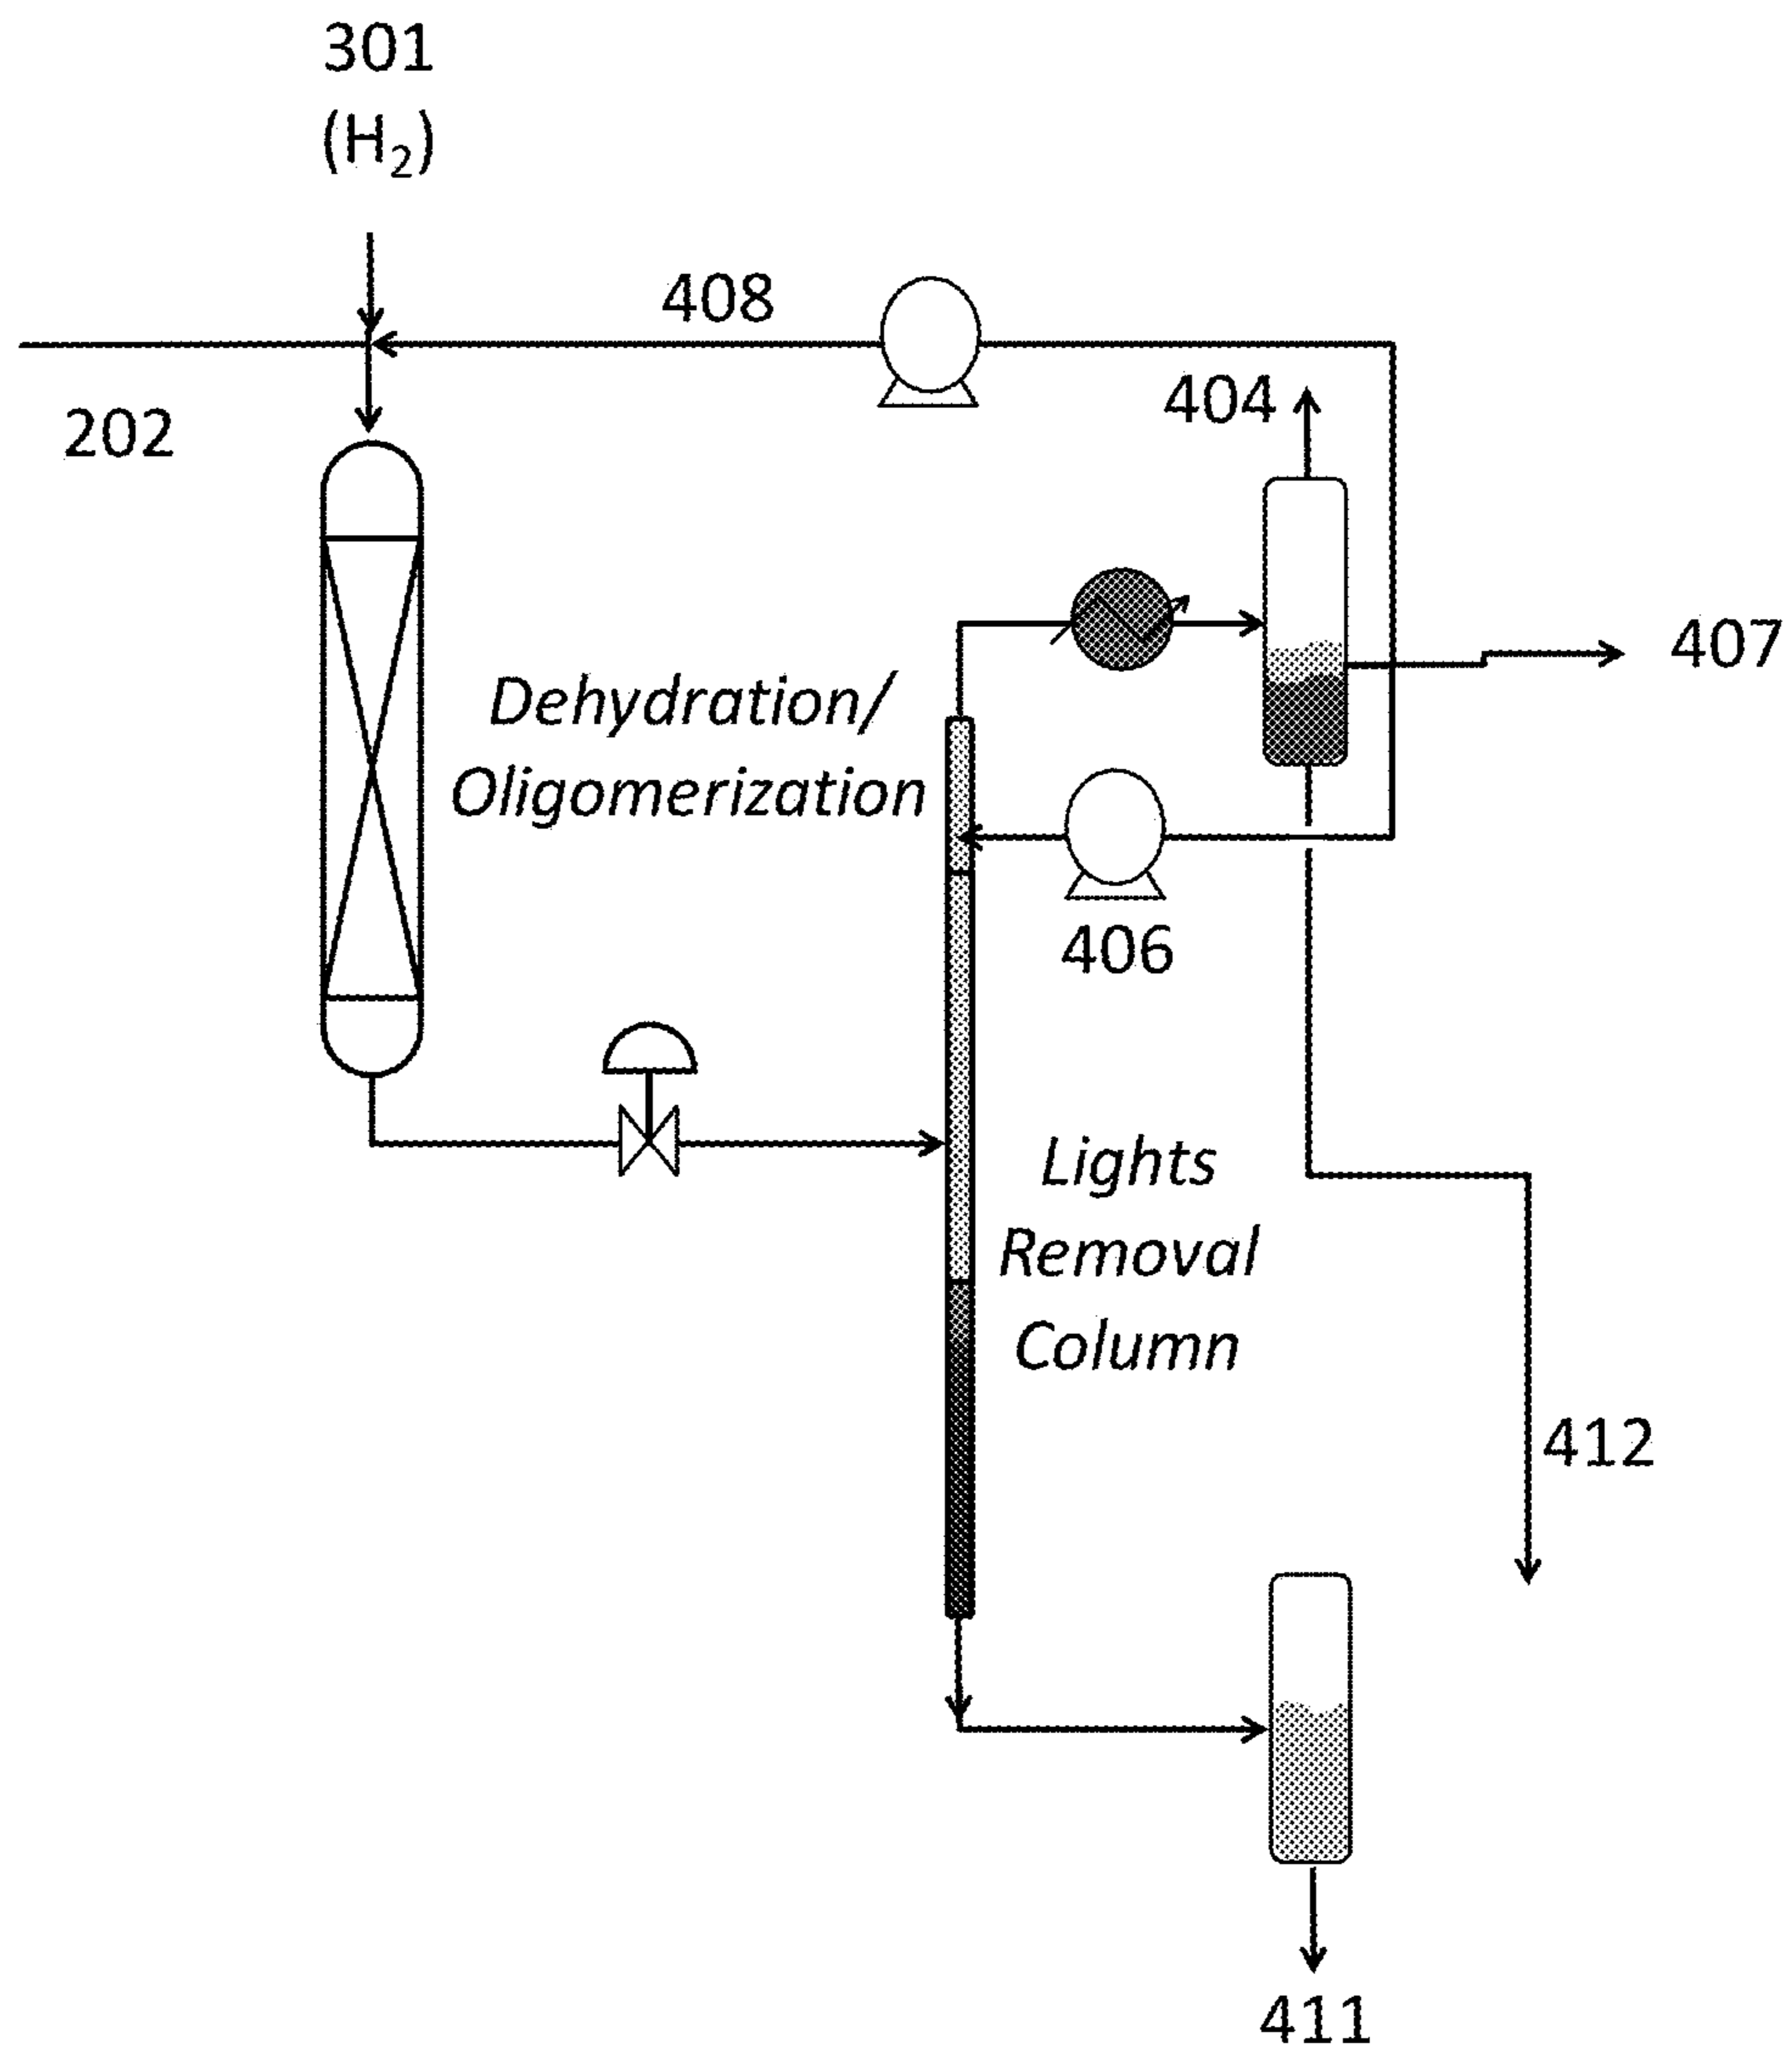 301
(H2)
408
404
202
407
Dehydration/
Oligomerization
406
Lights
Removal
Column
412
411